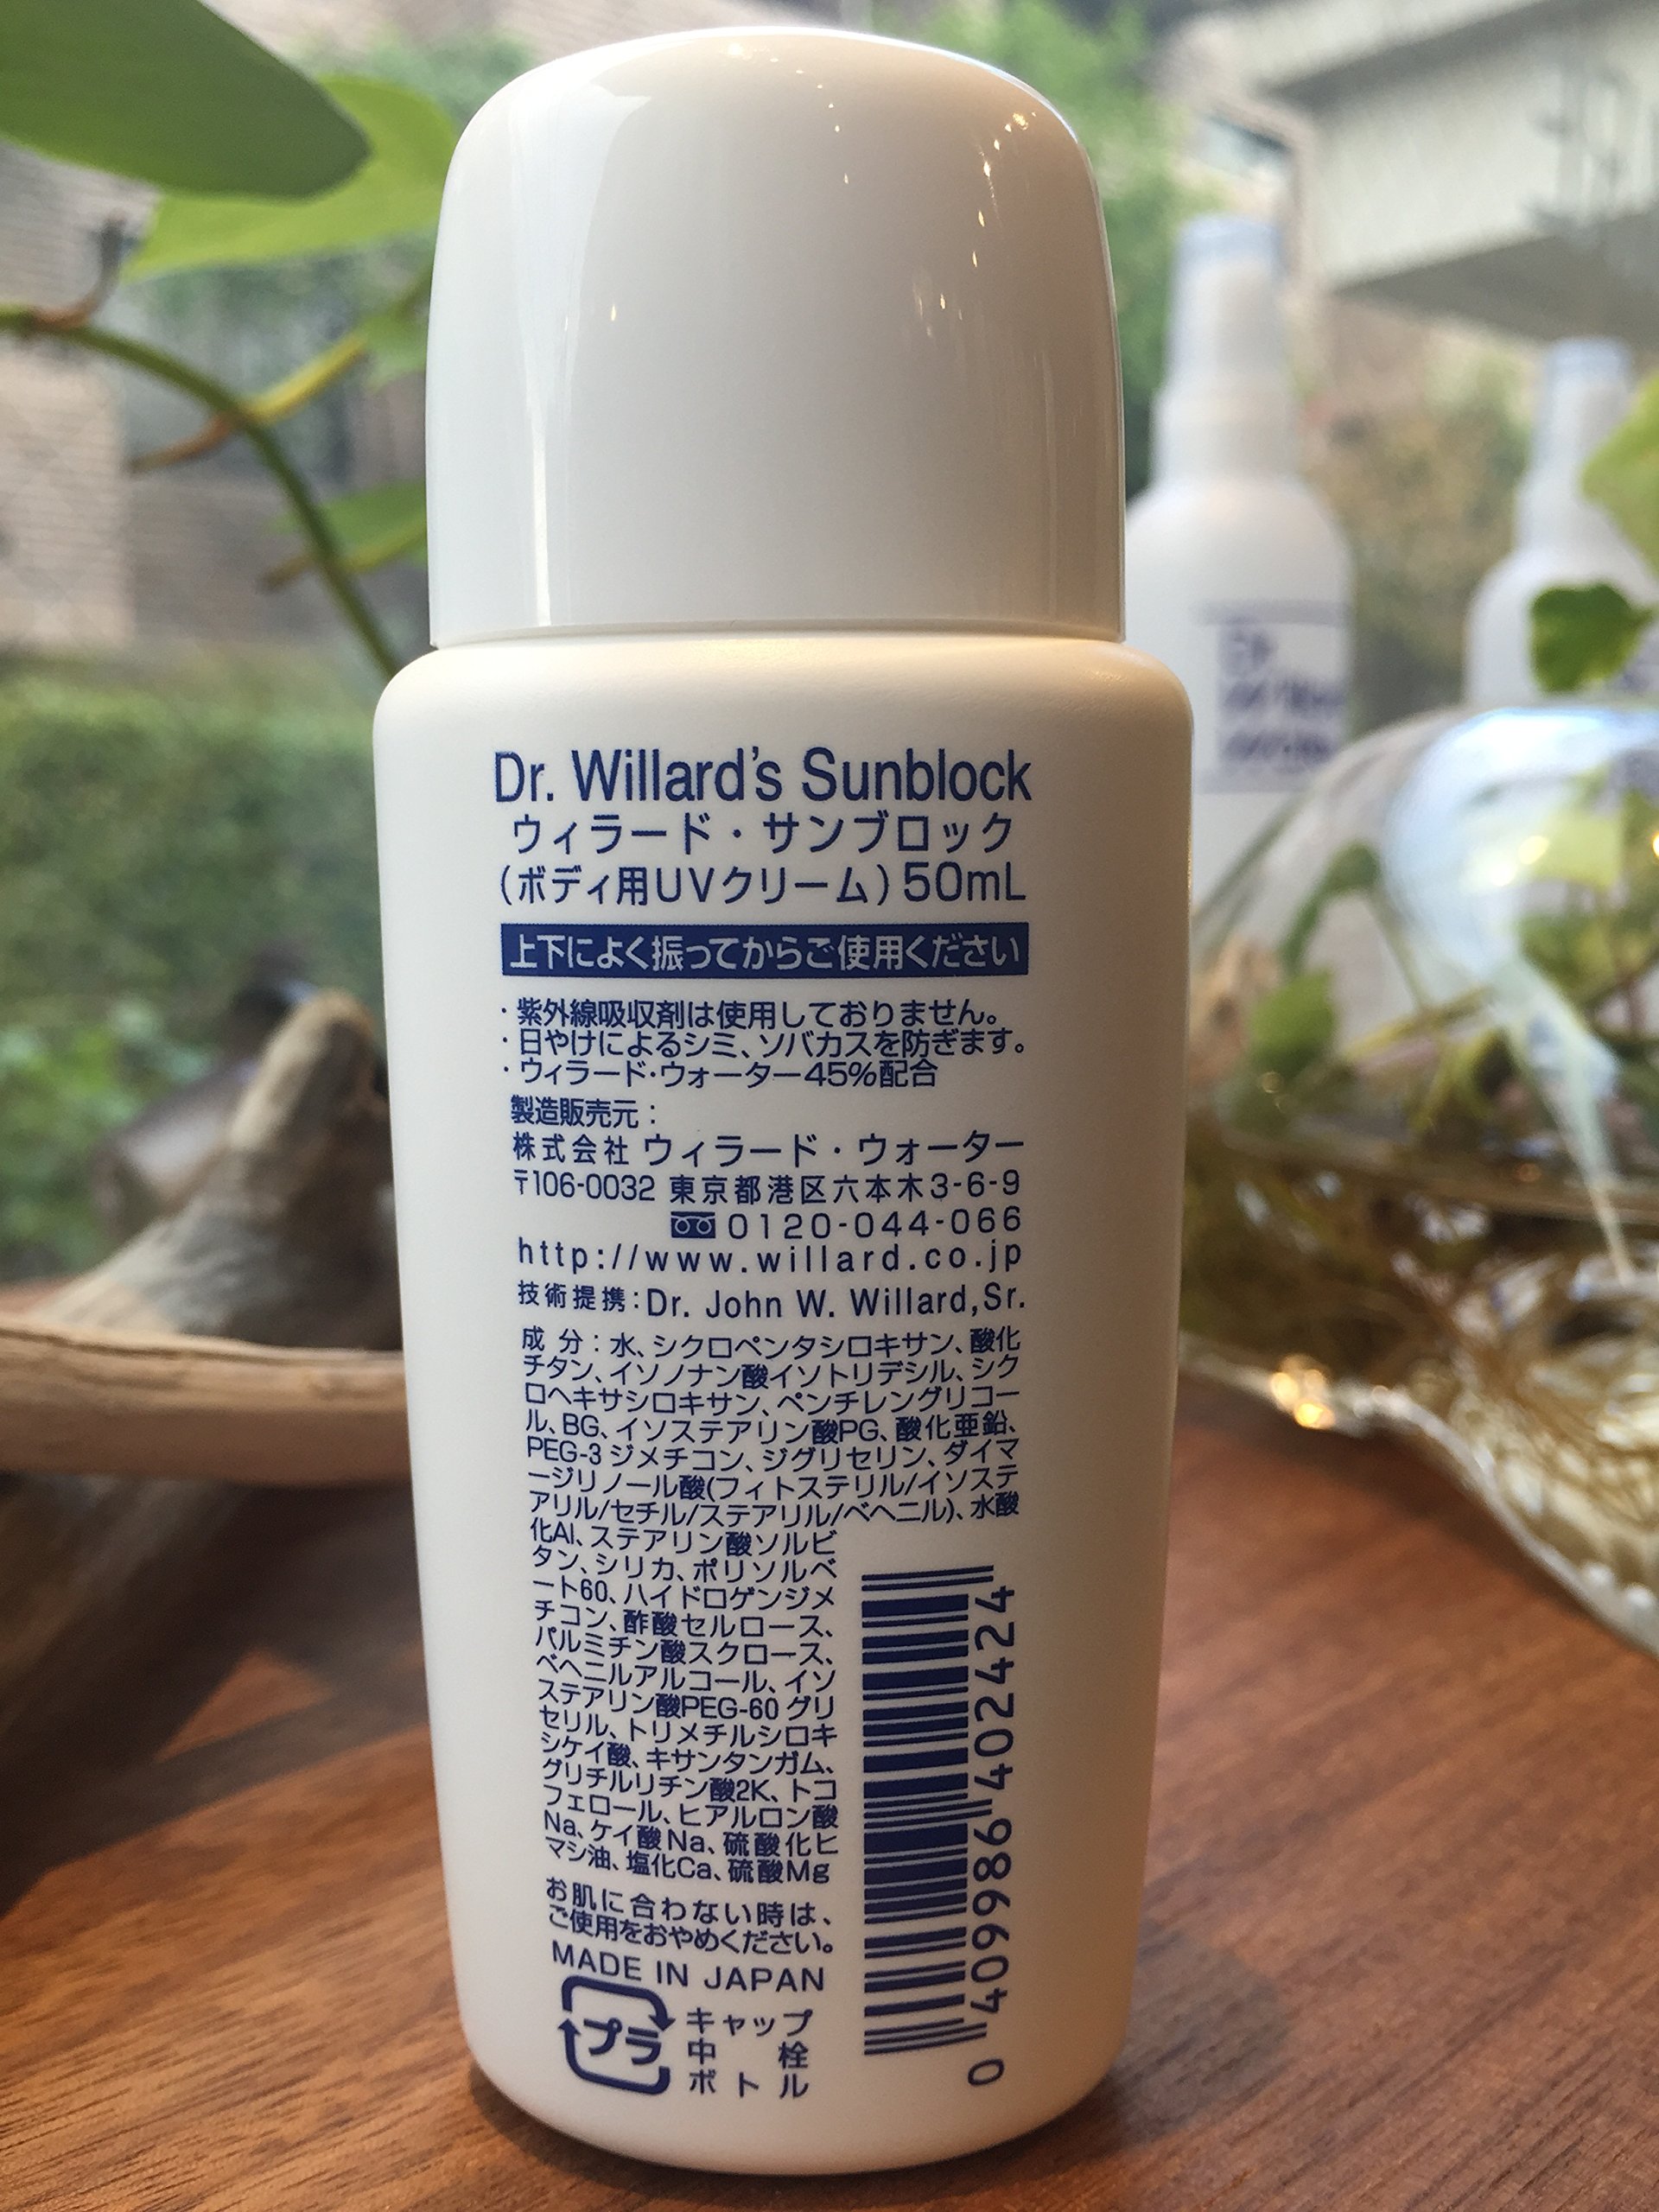 Dr. Willard's Sunblock
ウィラード・サンブロック
(ボディ用UVクリーム)50mL
上下によく振ってからご使用ください
・紫外線吸収剤は使用しておりません。
・日やけによるシミ、ソバカスを防ぎます。
・ウィラード・ウォーター45%配合
製造販売元:
株式会社 ウィラード・ウォーター
〒106-0032 東京都港区六本木3-6-9
0120-044-066
http://www.willard.co.jp
技術提携:Dr. John W. Willard,Sr.
成分:水、シクロペンタシロキサン、酸化
チタン、イソノナン酸イソトリデシル、シク
ロヘキサシロキサン、ペンチレングリコー
ル、BG、イソステアリン酸PG、酸化亜鉛、
PEG-3 ジメチコン、ジグリセリン、ダイマ
ージリノール酸(フィトステリル/イソステ
アリル/セチル/ステアリル/ベヘニル)、水酸
化Al、ステアリン酸ソルビ
タン、シリカ、ポリソルベ
ート60、ハイドロゲンジメ
チコン、酢酸セルロース、
パルミチン酸スクロース、
ベヘニルアルコール、イソ
ステアリン酸PEG-60 グリ
セリル、トリメチルシロキ
シケイ酸、キサンタンガム、
グリチルリチン酸2K、トコ
フェロール、ヒアルロン酸
Na、ケイ酸Na、硫酸化ヒ
マシ油、塩化Ca、硫酸Mg
お肌に合わない時は、
ご使用をおやめください。
MADE IN JAPAN
プラ
キャップ
中栓
ボトル
0 409986 402424